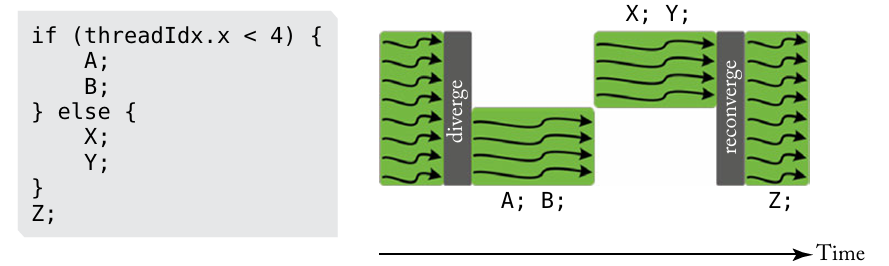 if (threadIdx.x < 4) {
    A;
    B;
} else {
    X;
    Y;
}
Z;
X; Y;
diverge
reconverge
A; B;
Z;
Time